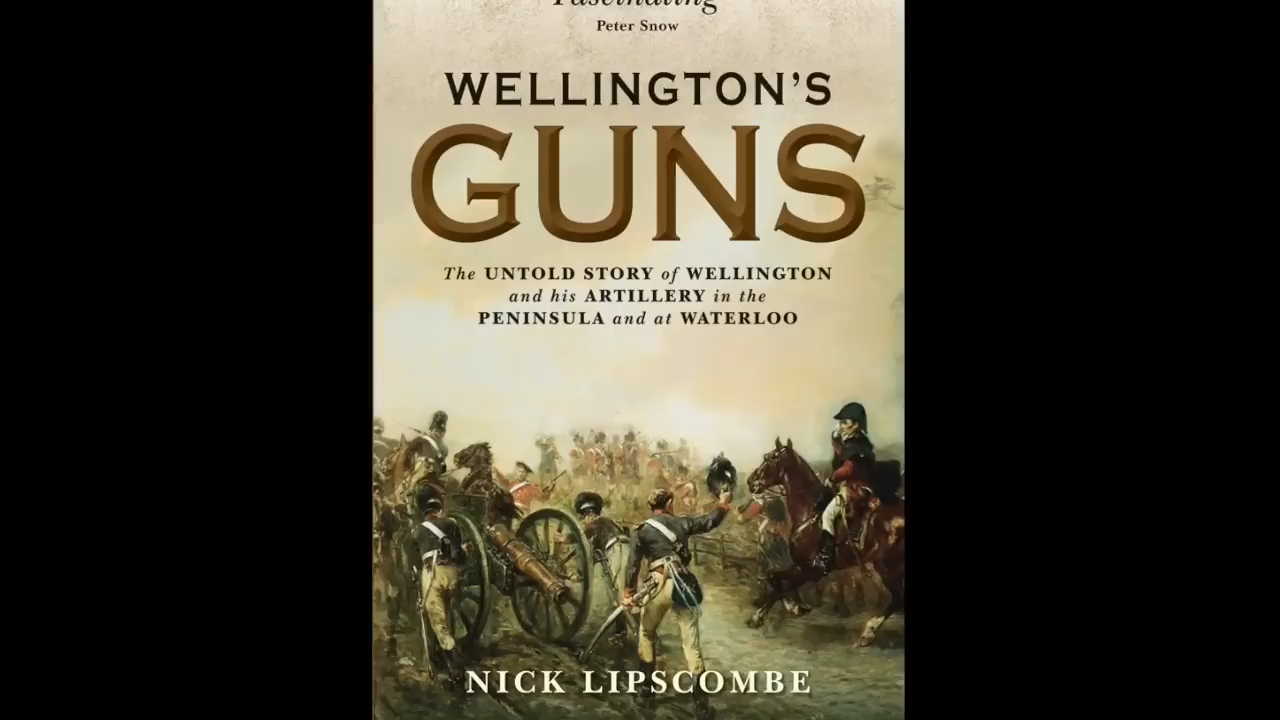 Fascinating
Peter Snow
WELLINGTON'S
GUNS
The UNTOLD STORY of WELLINGTON
and his ARTILLERY in the
PENINSULA and at WATERLOO
NICK LIPSCOMBE